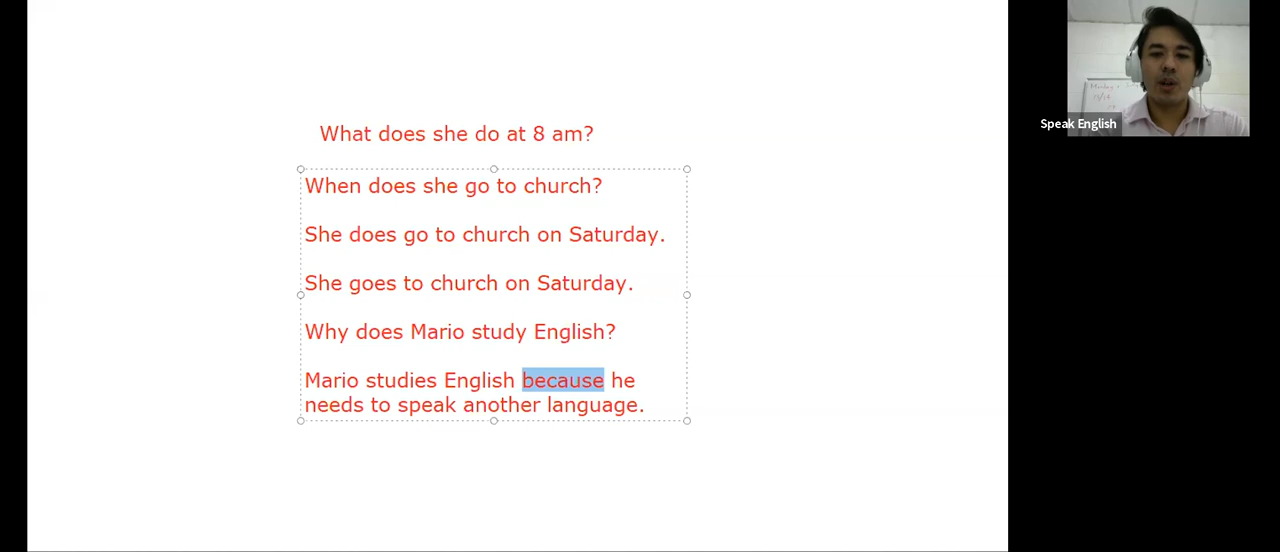 What does she do at 8 am?
When does she go to church?
She does go to church on Saturday.
She goes to church on Saturday.
Why does Mario study English?
Mario studies English because he
needs to speak another language.
Speak English